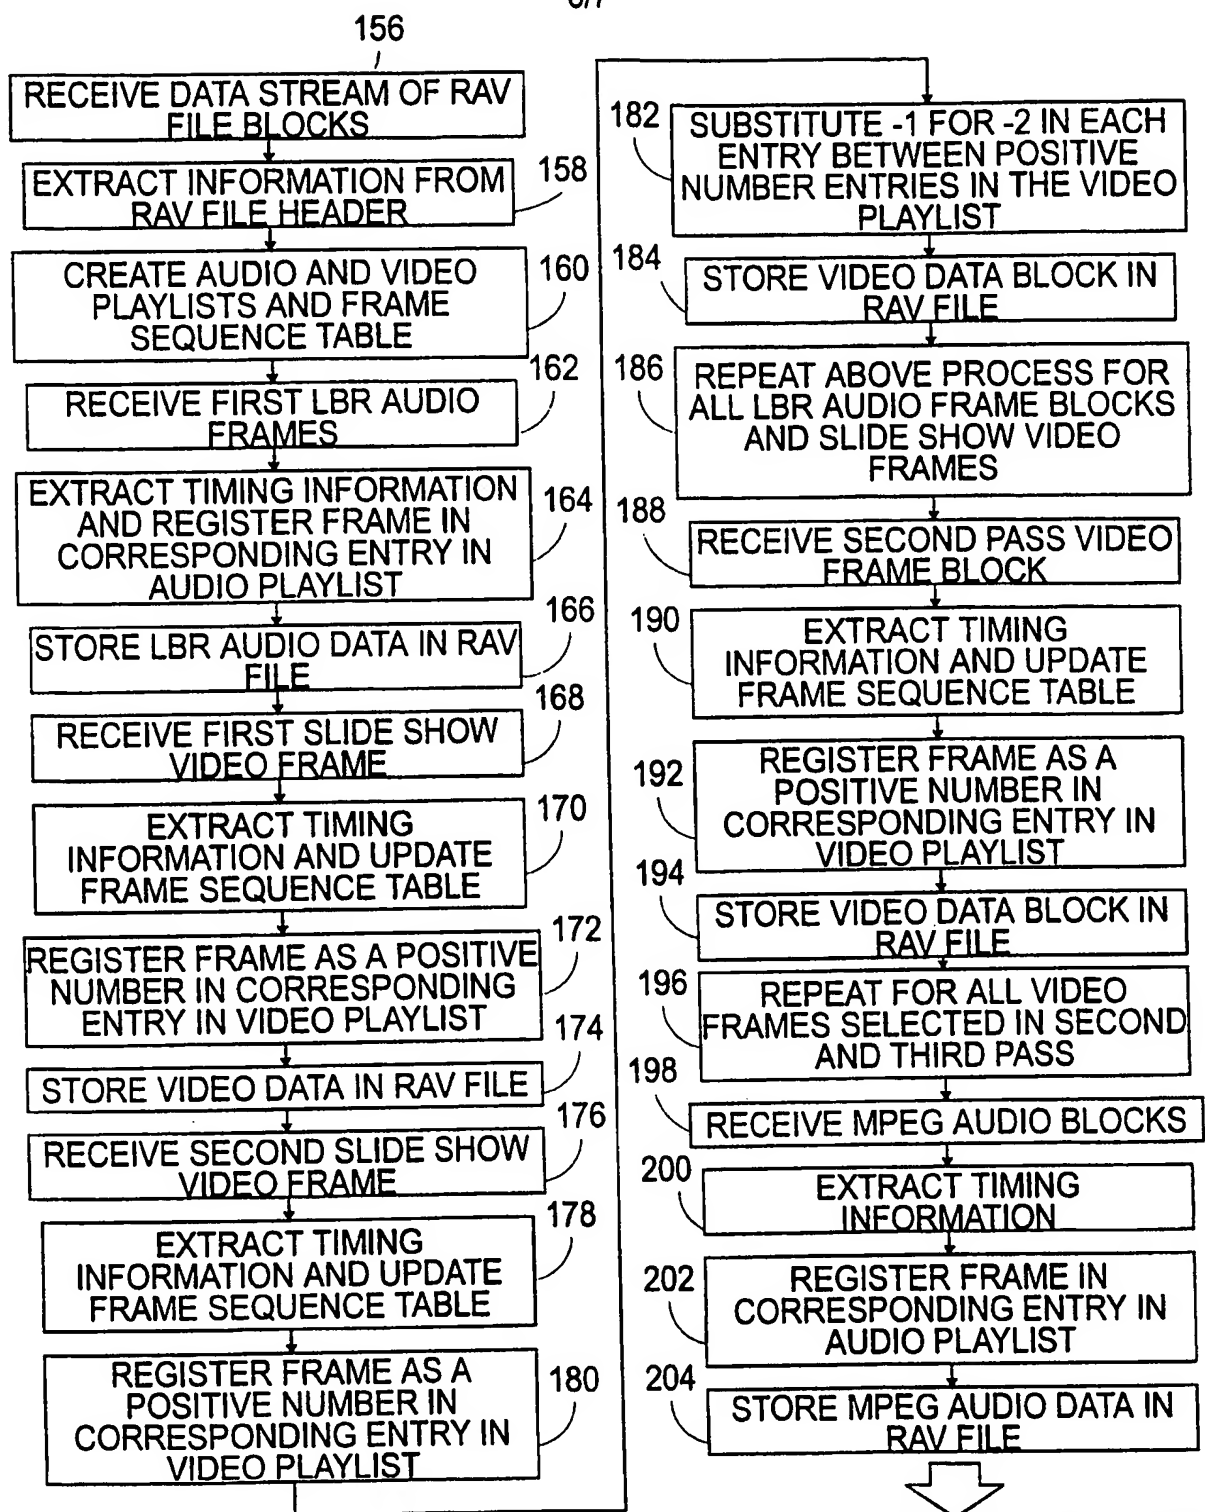 156
RECEIVE DATA STREAM OF RAV
FILE BLOCKS
EXTRACT INFORMATION FROM
RAV FILE HEADER
158
CREATE AUDIO AND VIDEO
PLAYLISTS AND FRAME
SEQUENCE TABLE
160
RECEIVE FIRST LBR AUDIO
FRAMES
162
EXTRACT TIMING INFORMATION
AND REGISTER FRAME IN
CORRESPONDING ENTRY IN
AUDIO PLAYLIST
164
STORE LBR AUDIO DATA IN RAV
FILE
166
RECEIVE FIRST SLIDE SHOW
VIDEO FRAME
168
EXTRACT TIMING
INFORMATION AND UPDATE
FRAME SEQUENCE TABLE
170
REGISTER FRAME AS A POSITIVE
NUMBER IN CORRESPONDING
ENTRY IN VIDEO PLAYLIST
172
STORE VIDEO DATA IN RAV FILE
174
RECEIVE SECOND SLIDE SHOW
VIDEO FRAME
176
EXTRACT TIMING
INFORMATION AND UPDATE
FRAME SEQUENCE TABLE
178
REGISTER FRAME AS A
POSITIVE NUMBER IN
CORRESPONDING ENTRY IN
VIDEO PLAYLIST
180
182
SUBSTITUTE -1 FOR -2 IN EACH
ENTRY BETWEEN POSITIVE
NUMBER ENTRIES IN THE VIDEO
PLAYLIST
184
STORE VIDEO DATA BLOCK IN
RAV FILE
186
REPEAT ABOVE PROCESS FOR
ALL LBR AUDIO FRAME BLOCKS
AND SLIDE SHOW VIDEO
FRAMES
188
RECEIVE SECOND PASS VIDEO
FRAME BLOCK
190
EXTRACT TIMING
INFORMATION AND UPDATE
FRAME SEQUENCE TABLE
192
REGISTER FRAME AS A
POSITIVE NUMBER IN
CORRESPONDING ENTRY IN
VIDEO PLAYLIST
194
STORE VIDEO DATA BLOCK IN
RAV FILE
196
REPEAT FOR ALL VIDEO
FRAMES SELECTED IN SECOND
AND THIRD PASS
198
RECEIVE MPEG AUDIO BLOCKS
200
EXTRACT TIMING
INFORMATION
202
REGISTER FRAME IN
CORRESPONDING ENTRY IN
AUDIO PLAYLIST
204
STORE MPEG AUDIO DATA IN
RAV FILE